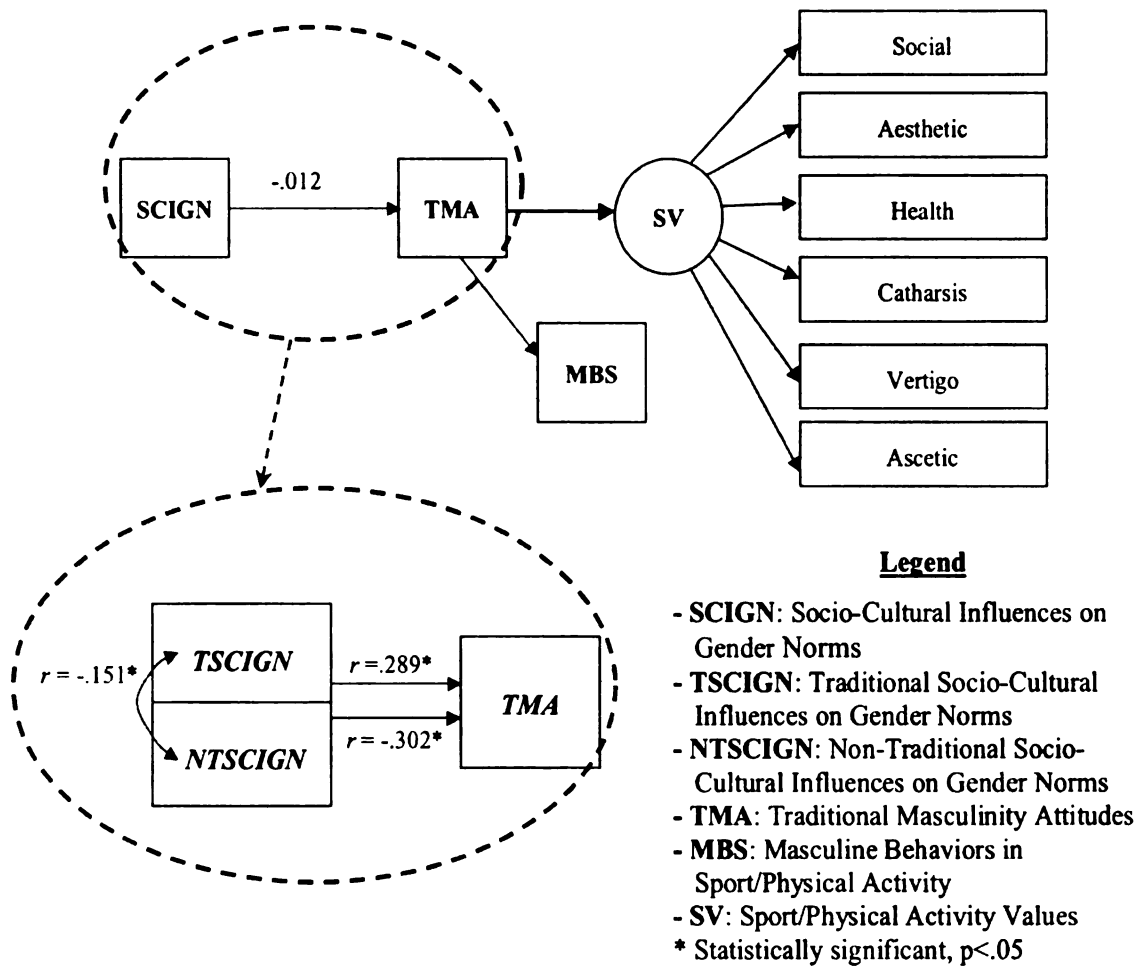 Social
Aesthetic
-.012
SCIGN
TMA
SV
Health
Catharsis
MBS
Vertigo
Ascetic
Legend
- SCIGN: Socio-Cultural Influences on
Gender Norms
- TSCIGN: Traditional Socio-Cultural
Influences on Gender Norms
- NTSCIGN: Non-Traditional Socio-
Cultural Influences on Gender Norms
- TMA: Traditional Masculinity Attitudes
- MBS: Masculine Behaviors in
Sport/Physical Activity
- SV: Sport/Physical Activity Values
* Statistically significant, p<.05
r = -.151*
TSCIGN
r =.289*
NTSCIGN
r = -.302*
TMA